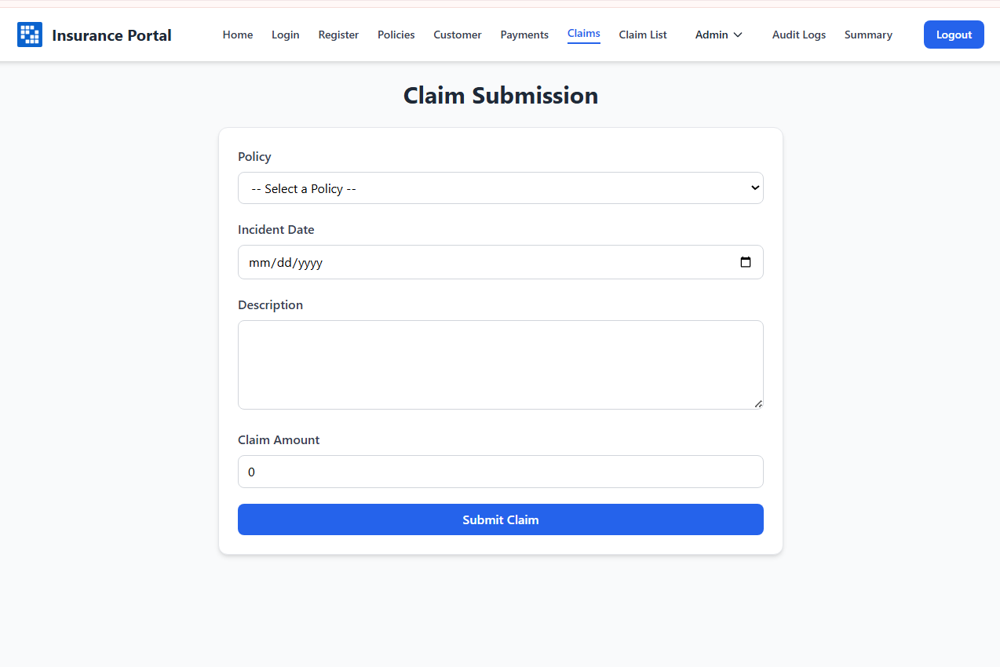 Insurance Portal Home Login Register Policies Customer Payments Claims Claim List Admin Audit Logs Summary Logout
Claim Submission
Policy
-- Select a Policy --
Incident Date
mm/dd/yyyy
Description
Claim Amount
0
Submit Claim